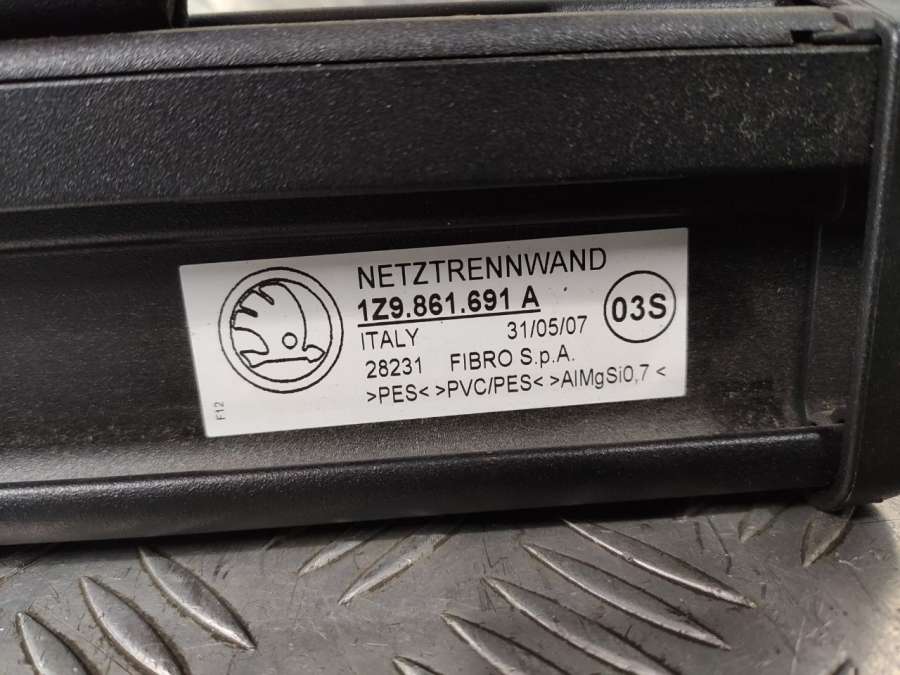 NETZTRENNWAND
1Z9.861.691 A
ITALY 31/05/07
03S
28231 FIBRO S.p.A.
>PES< >PVC/PES< >AlMgSi0,7<
F12